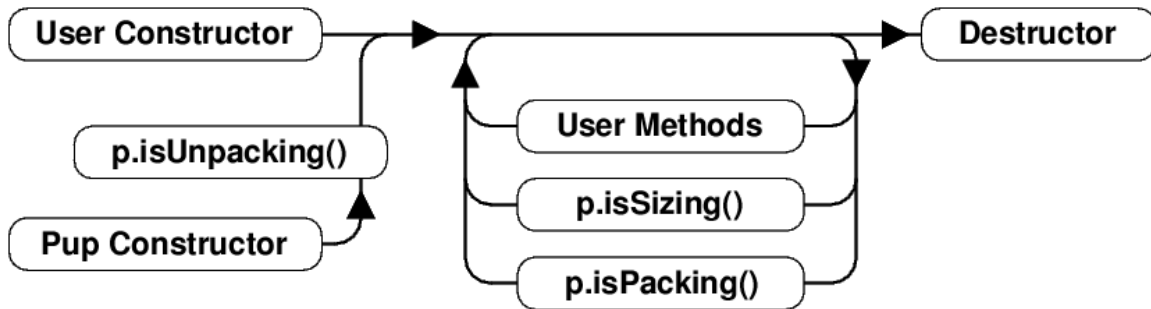 User Constructor
Destructor
User Methods
p.isUnpacking()
p.isSizing()
Pup Constructor
p.isPacking()